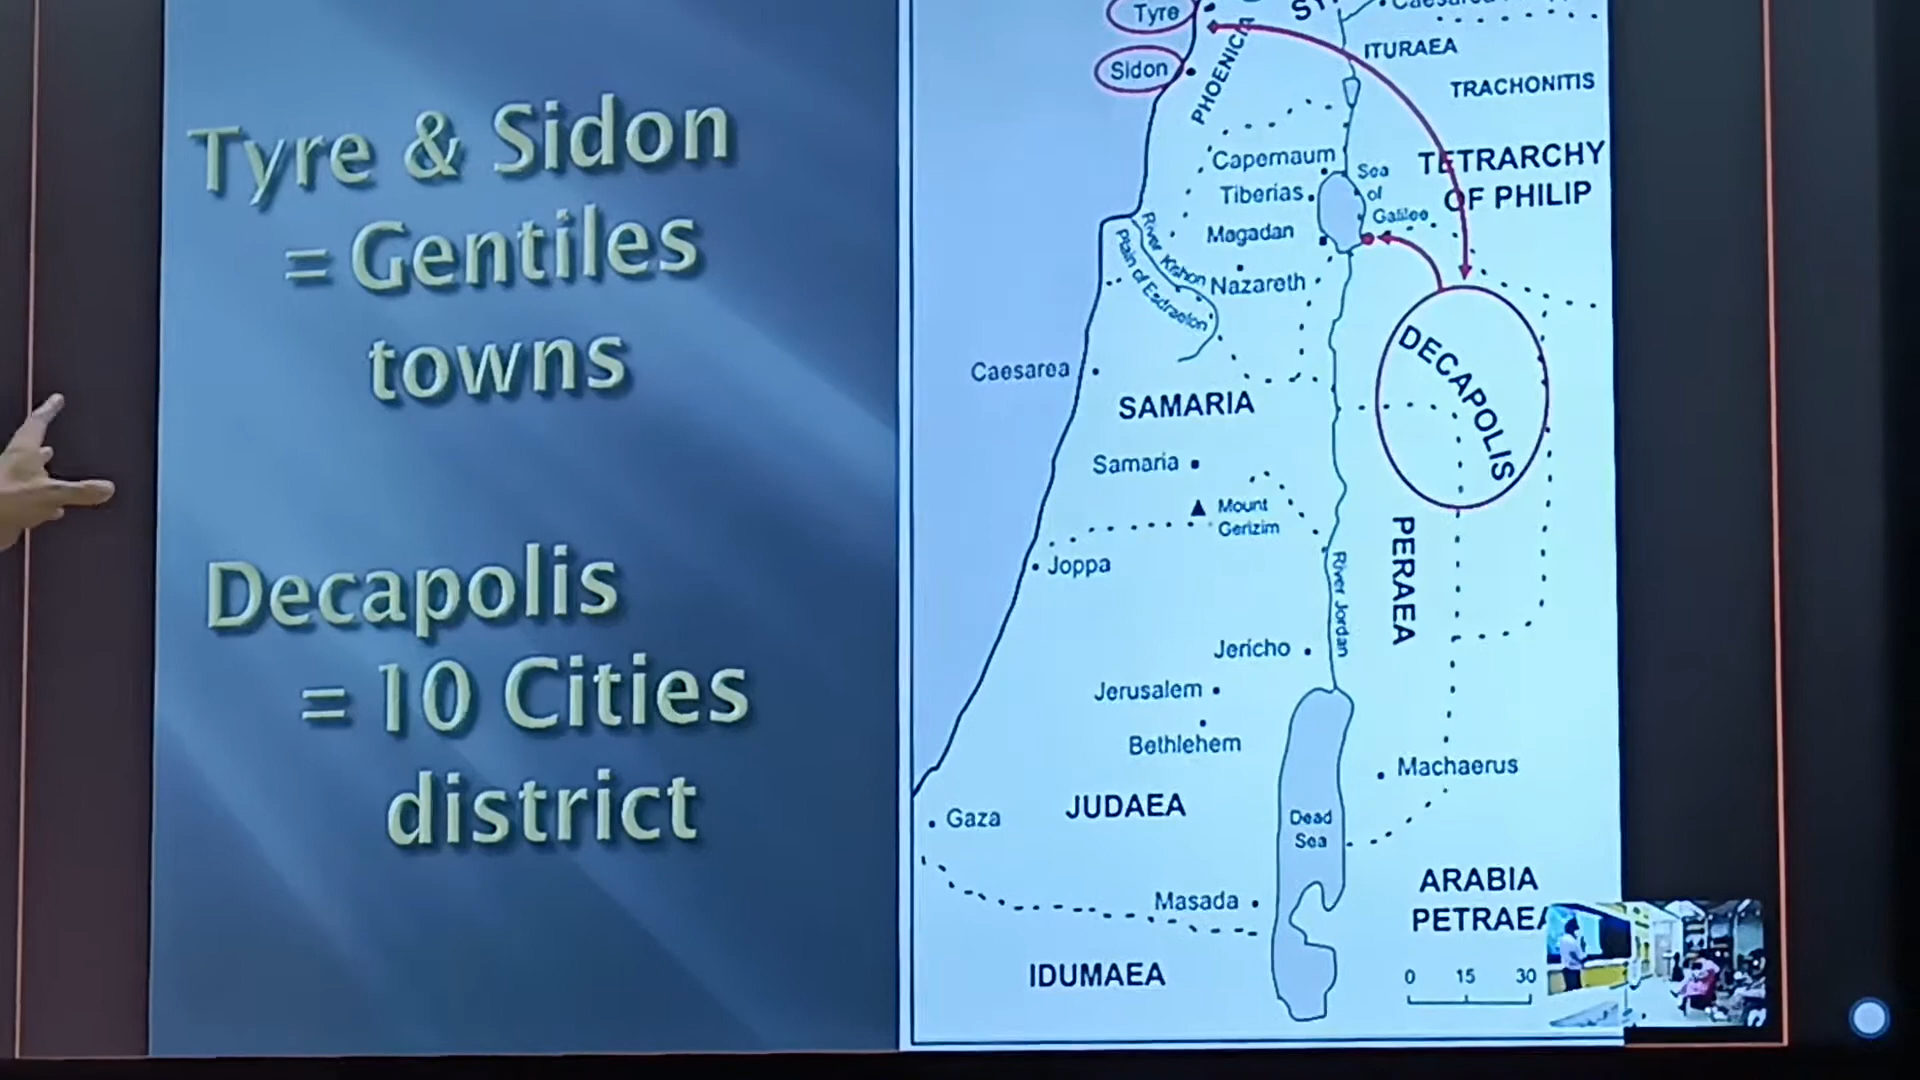 Tyre & Sidon
= Gentiles
towns
Decapolis
= 10 Cities
district
Tyre
Sidon
PHOENICIA
ITURAEA
TRACHONITIS
TETRARCHY
OF PHILIP
Capernaum
Tiberias
Magadan
Sea
of
Galilee
River Kishon
Plain of Esdraelon
Nazareth
DECAPOLIS
Caesarea
SAMARIA
Samaria
Mount
Gerizim
Joppa
PERAEA
River Jordan
Jericho
Jerusalem
Bethlehem
Machaerus
JUDAEA
Gaza
Dead
Sea
Masada
ARABIA
PETRAEA
IDUMAEA
0 15 30